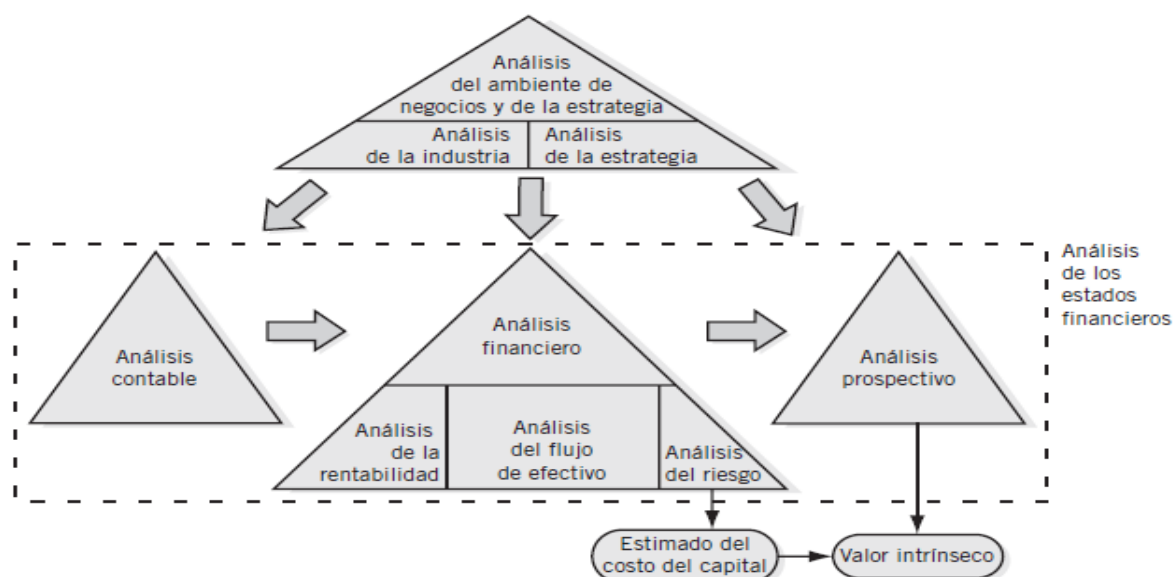 Análisis
del ambiente de
negocios y de la estrategia
Análisis
de la industria
Análisis
de la estrategia
Análisis
de los
estados
financieros
Análisis
contable
Análisis
financiero
Análisis
prospectivo
Análisis
de la
rentabilidad
Análisis
del flujo
de efectivo
Análisis
del riesgo
Estimado del
costo del capital
Valor intrínseco